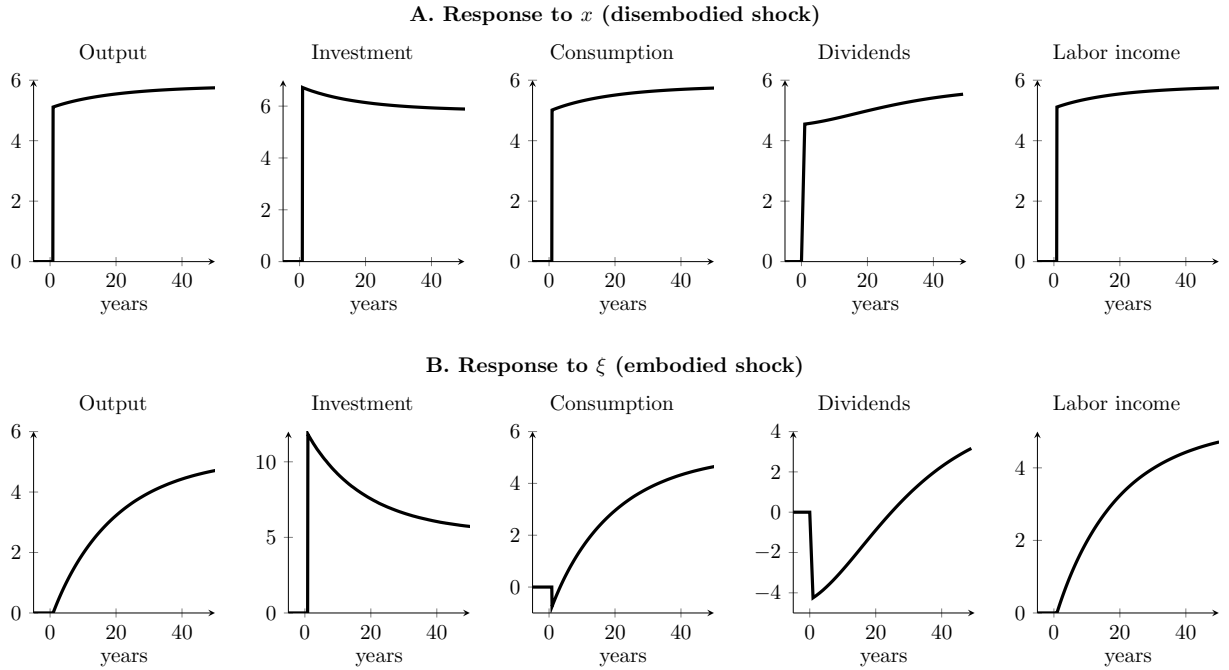 A. Response to x (disembodied shock)
Output Investment Consumption Dividends Labor income
6 4 2 0 0 20 40 years
6 4 2 0 0 20 40 years
6 4 2 0 0 20 40 years
6 4 2 0 0 20 40 years
6 4 2 0 0 20 40 years
B. Response to ξ (embodied shock)
Output Investment Consumption Dividends Labor income
6 4 2 0 0 20 40 years
10 5 0 0 20 40 years
6 4 2 0 0 20 40 years
4 2 0 −2 −4 0 20 40 years
4 2 0 0 20 40 years